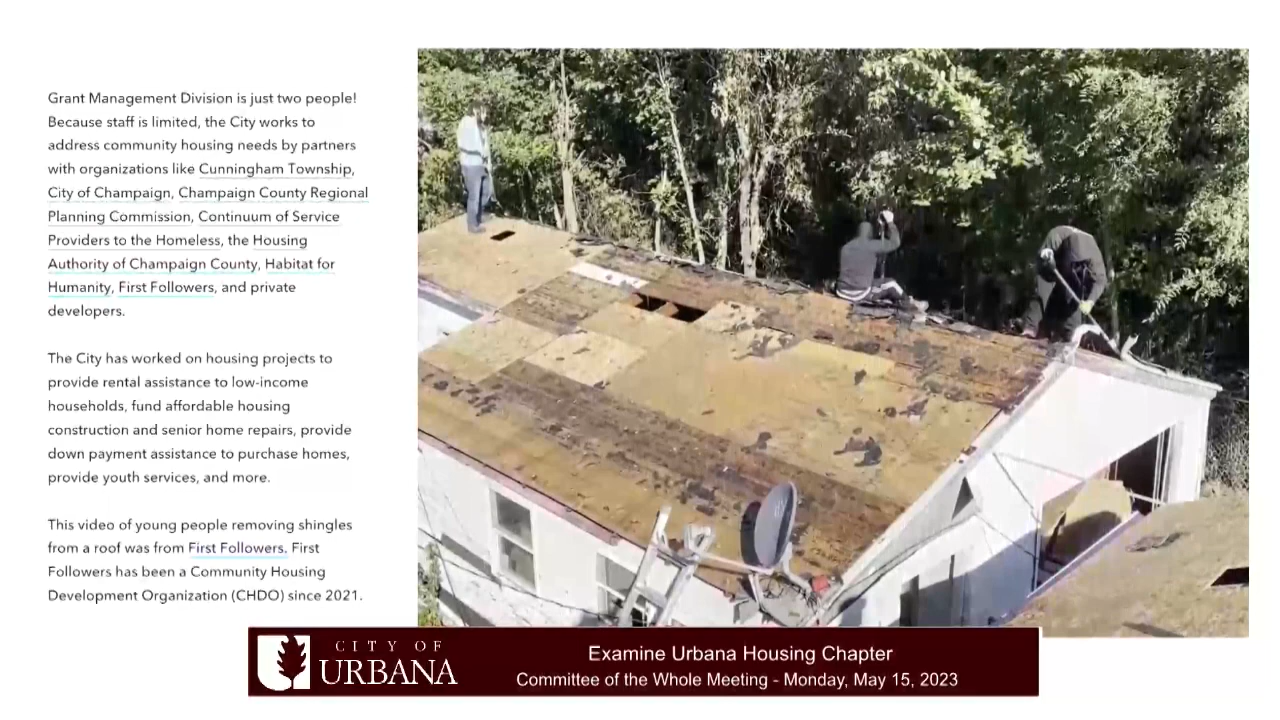 Grant Management Division is just two people!
Because staff is limited, the City works to
address community housing needs by partners
with organizations like Cunningham Township,
City of Champaign, Champaign County Regional
Planning Commission, Continuum of Service
Providers to the Homeless, the Housing
Authority of Champaign County, Habitat for
Humanity, First Followers, and private
developers.
The City has worked on housing projects to
provide rental assistance to low-income
households, fund affordable housing
construction and senior home repairs, provide
down payment assistance to purchase homes,
provide youth services, and more.
This video of young people removing shingles
from a roof was from First Followers. First
Followers has been a Community Housing
Development Organization (CHDO) since 2021.
CITY OF
URBANA
Examine Urbana Housing Chapter
Committee of the Whole Meeting - Monday, May 15, 2023